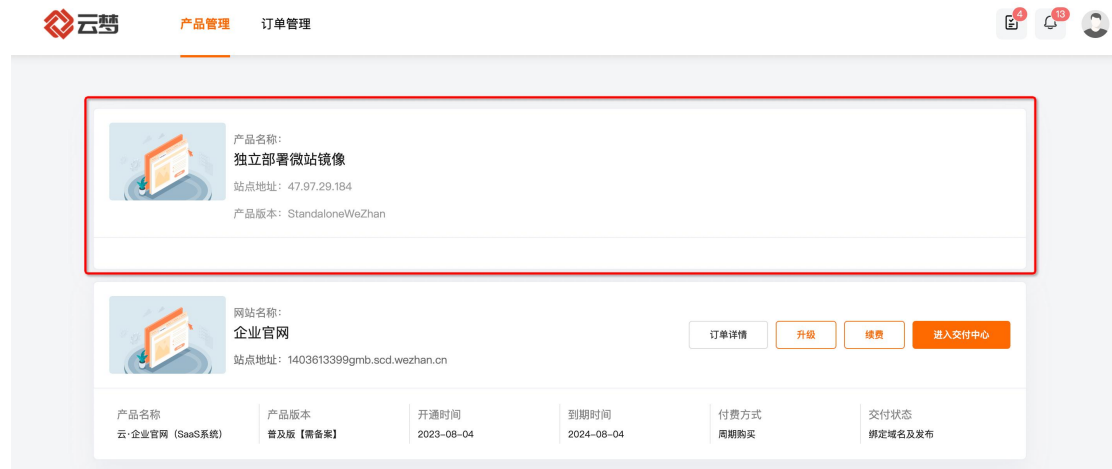 云梦 产品管理 订单管理 4 13
产品名称：
独立部署微站镜像
站点地址： 47.97.29.184
产品版本： StandaloneWeZhan
网站名称：
企业官网 订单详情 升级 续费 进入交付中心
站点地址： 1403613399gmb.scd.wezhan.cn
产品名称 产品版本 开通时间 到期时间 付费方式 交付状态
云·企业官网（SaaS系统） 普及版【需备案】 2023-08-04 2024-08-04 周期购买 绑定域名及发布